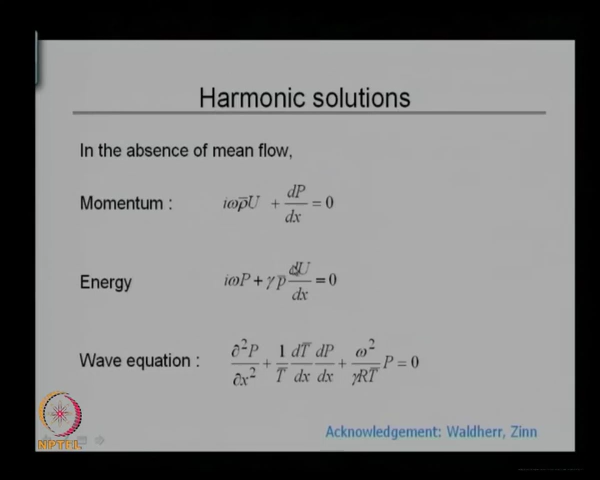 Harmonic solutions
In the absence of mean flow,
Momentum : iωρ̅U + dP/dx = 0
Energy iωP + γp̅ dU/dx = 0
Wave equation : ∂²P/∂x² + 1/T̅ dT̅/dx dP/dx + ω²/γRT̅ P = 0
NPTEL
Acknowledgement: Waldherr, Zinn